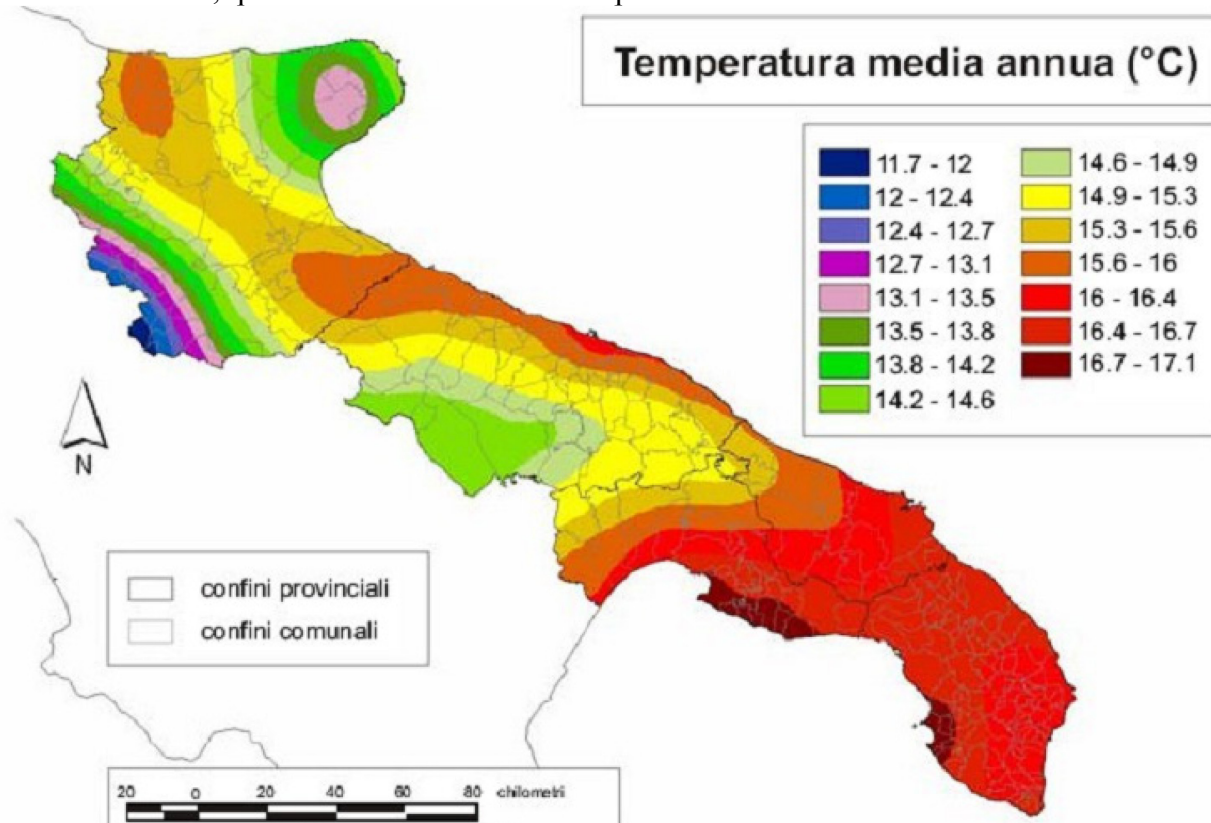 Temperatura media annua (°C)
11.7 - 12
12 - 12.4
12.4 - 12.7
12.7 - 13.1
13.1 - 13.5
13.5 - 13.8
13.8 - 14.2
14.2 - 14.6
14.6 - 14.9
14.9 - 15.3
15.3 - 15.6
15.6 - 16
16 - 16.4
16.4 - 16.7
16.7 - 17.1
N
confini provinciali
confini comunali
20 0 20 40 60 80 chilometri